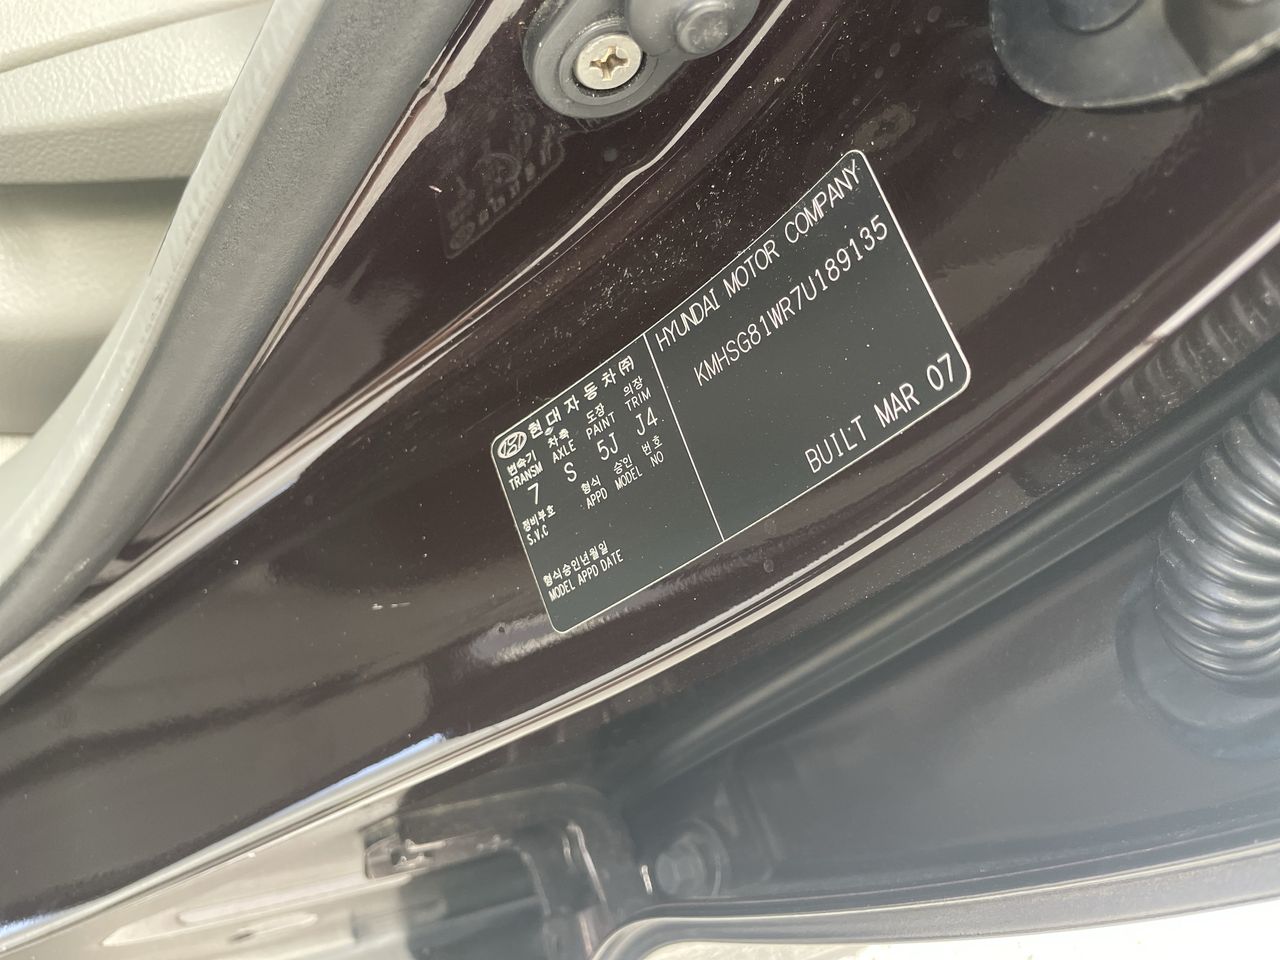 현대자동차㈜
변속기 차축 도장 의장
TRANSM AXLE PAINT TRIM
7 S 5J J4
정비부호 형식 승인 번호
S.V.C APPD MODEL NO
형식승인년월일
MODEL APPD DATE
HYUNDAI MOTOR COMPANY
KMHSG81WR7U189135
BUILT MAR 07